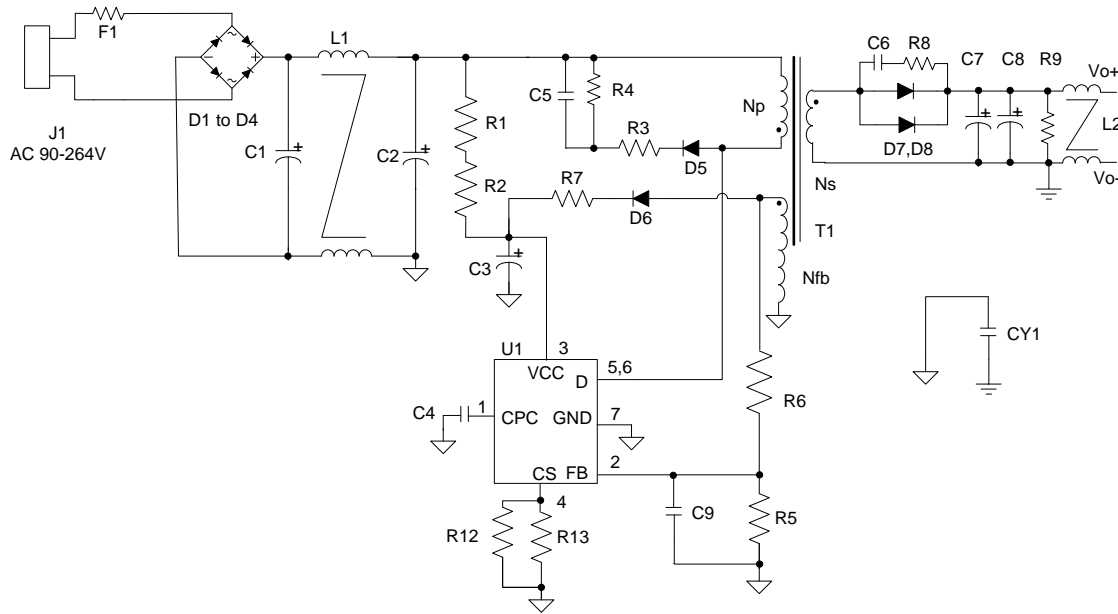 F1
L1
C6
R8
C7
C8
R9
Vo+
J1
AC 90-264V
D1 to D4
C1
C2
R1
R2
C5
R4
R3
D5
Np
D7,D8
Ns
L2
Vo-
R7
D6
C3
T1
Nfb
CY1
U1
3
VCC
D
5,6
C4
1
CPC
GND
7
R6
CS
FB
2
4
C9
R5
R12
R13